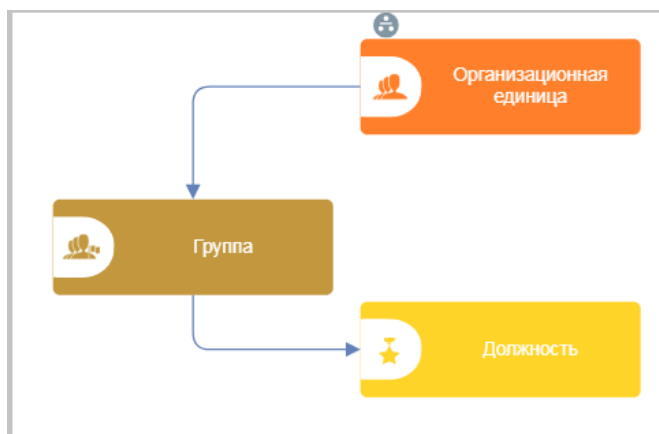 Организационная
единица
Группа
Должность